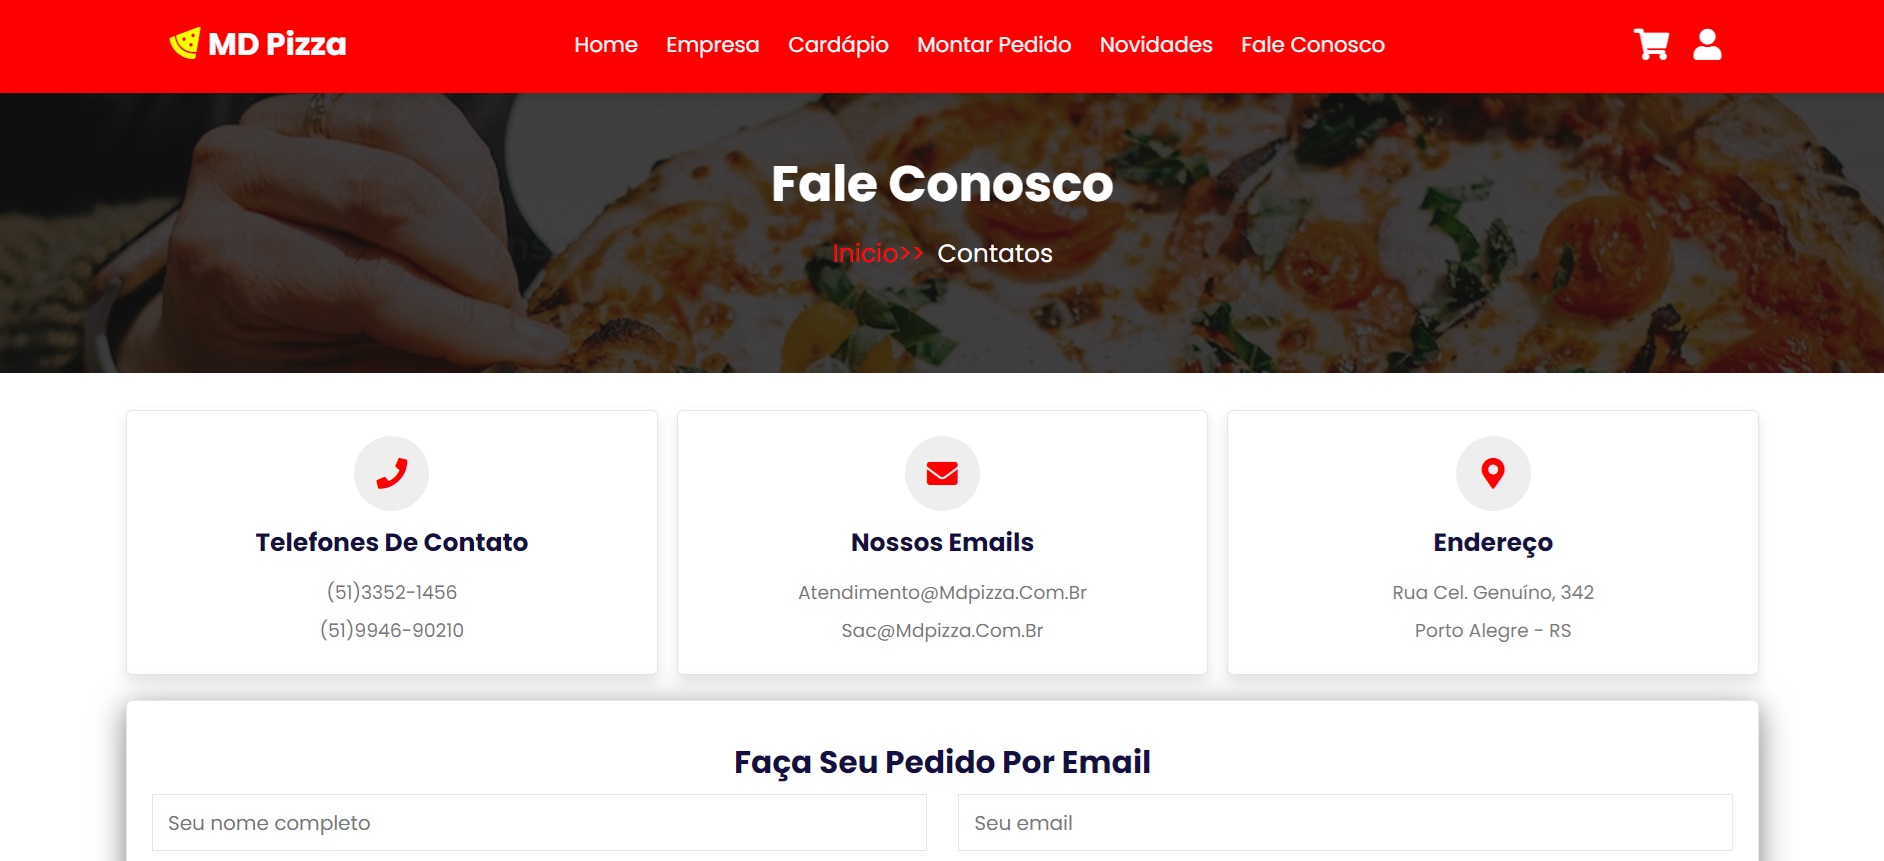 MD Pizza
Home Empresa Cardápio Montar Pedido Novidades Fale Conosco
Fale Conosco
Inicio>> Contatos
Telefones De Contato
(51)3352-1456
(51)9946-90210
Nossos Emails
Atendimento@Mdpizza.Com.Br
Sac@Mdpizza.Com.Br
Endereço
Rua Cel. Genuíno, 342
Porto Alegre - RS
Faça Seu Pedido Por Email
Seu nome completo
Seu email